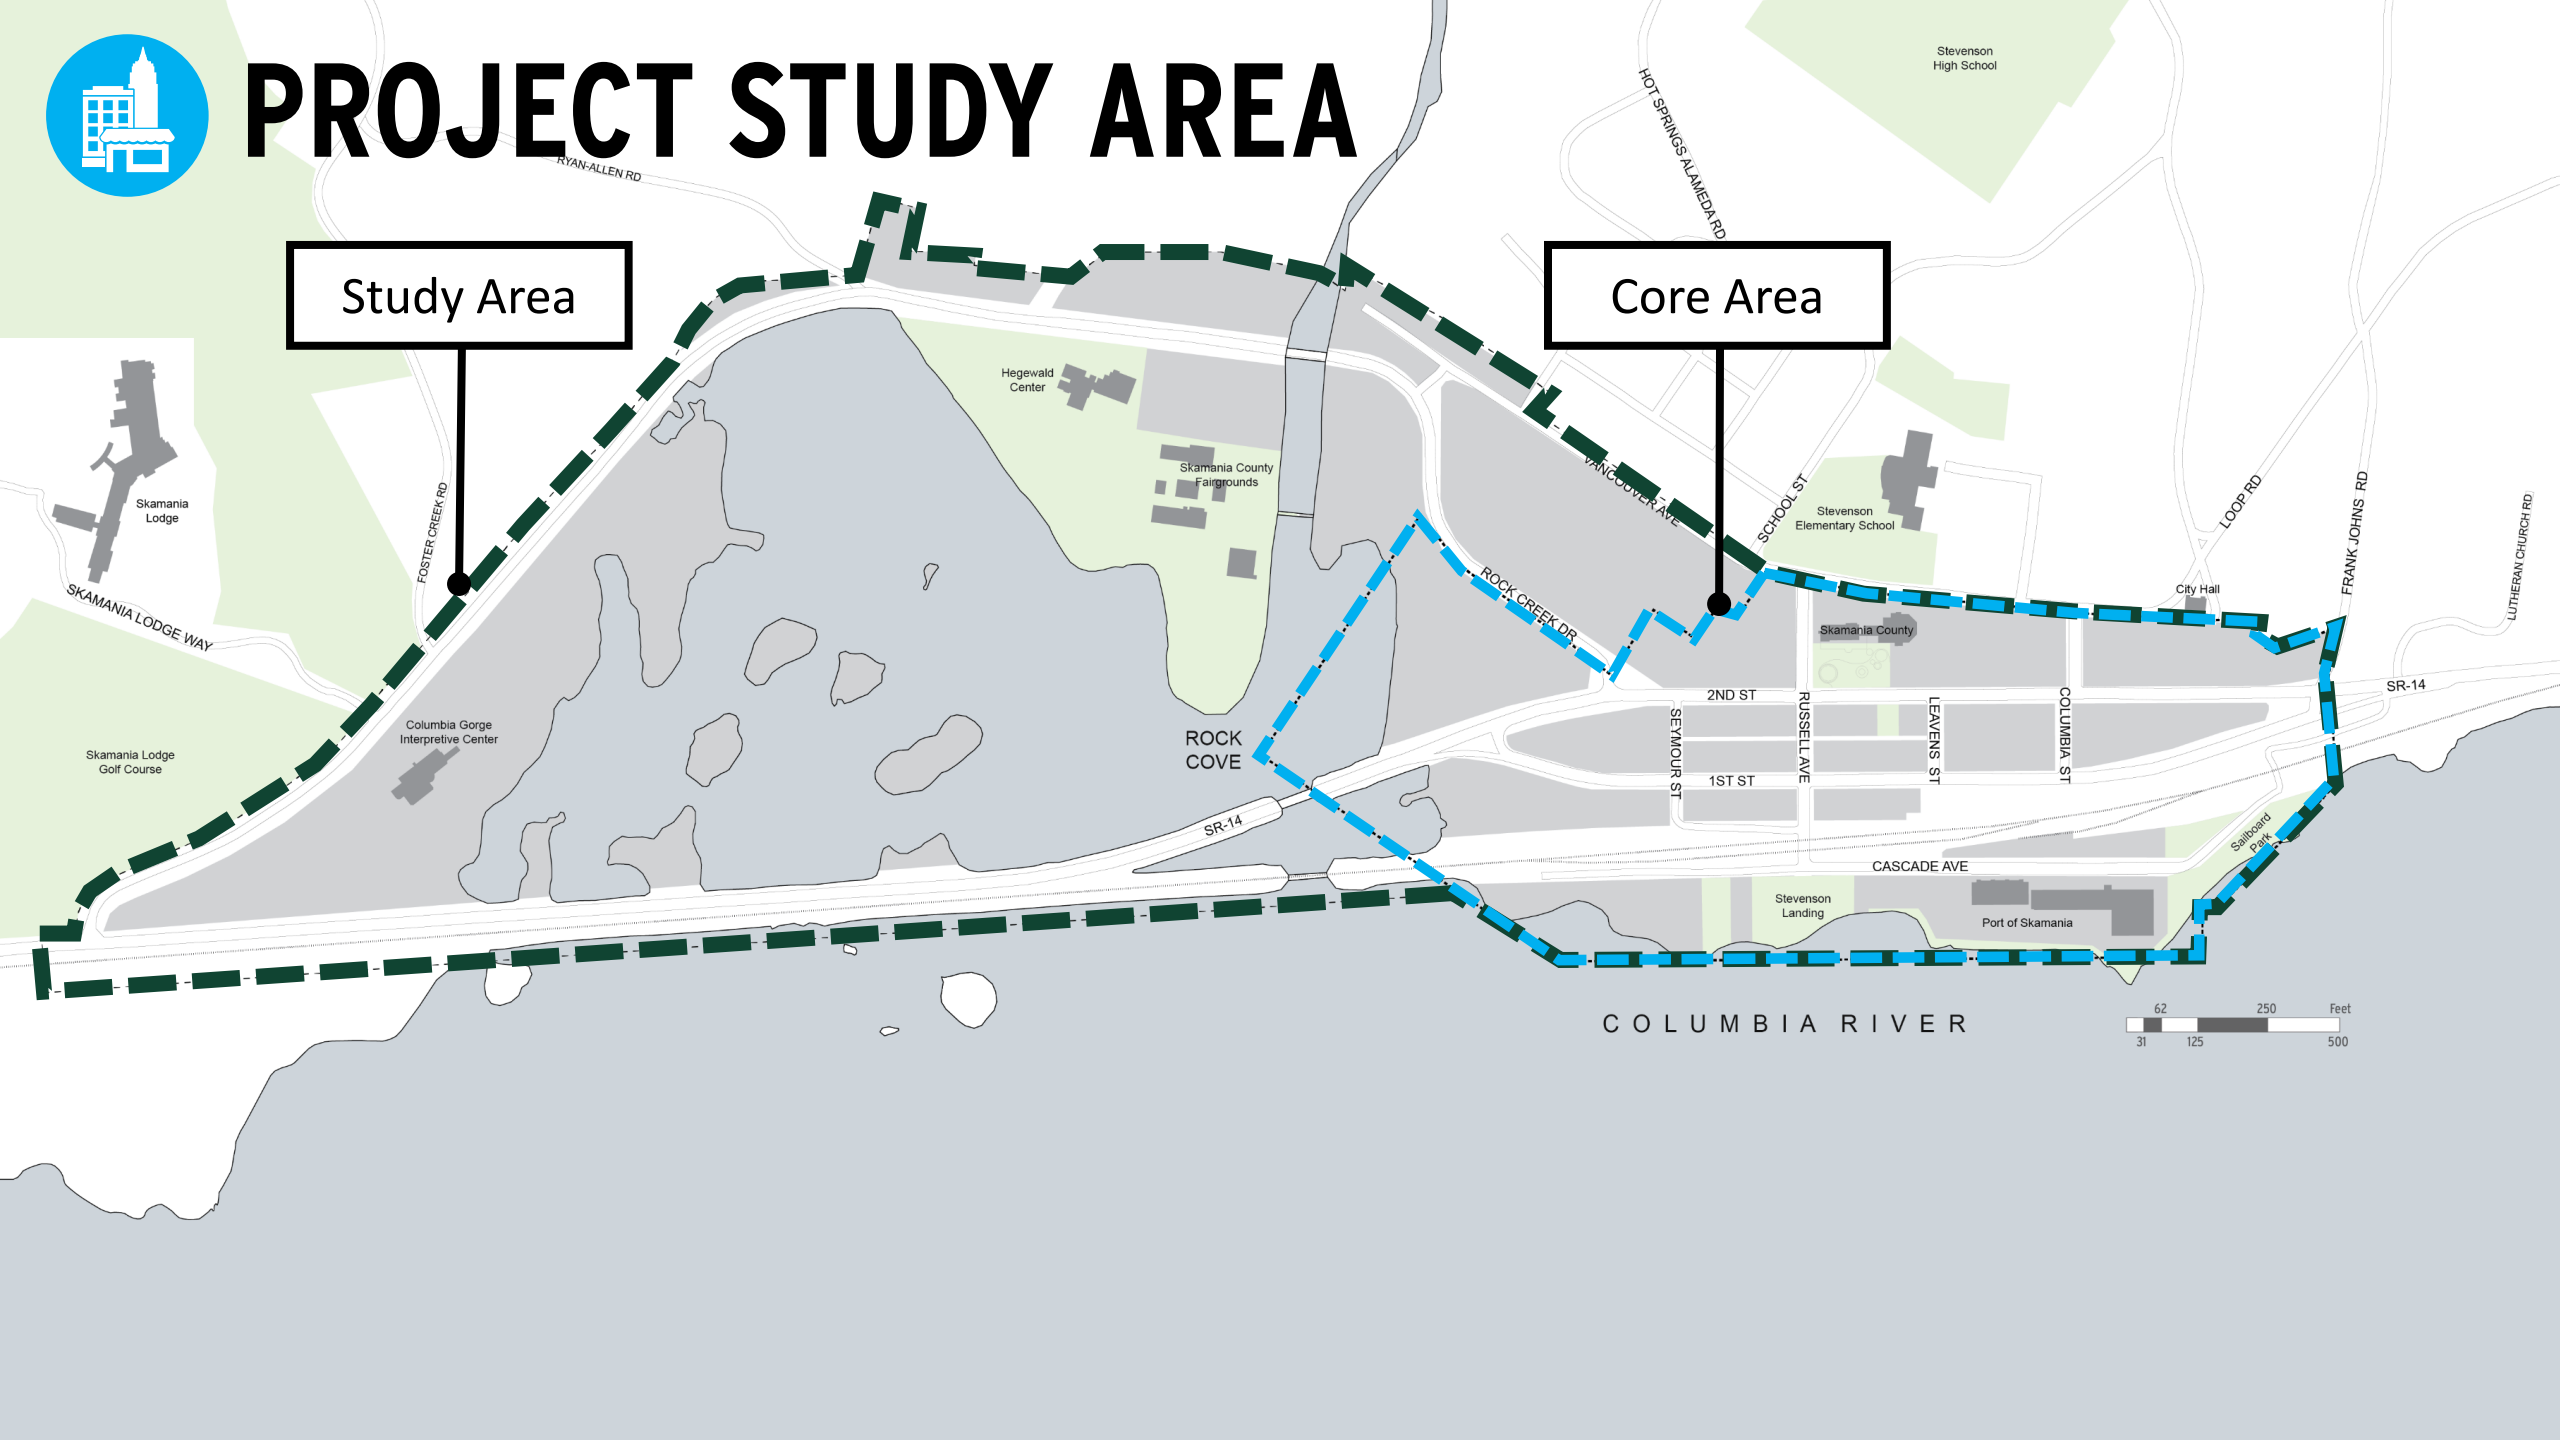 PROJECT STUDY AREA
Stevenson
High School
HOT SPRINGS ALAMEDA RD
RYAN-ALLEN RD
Study Area
Core Area
Hegewald
Center
Skamania County
Fairgrounds
VANCOUVER AVE
SCHOOL ST
Stevenson
Elementary School
LOOP RD
FRANK JOHNS RD
LUTHERAN CHURCH RD
Skamania
Lodge
FOSTER CREEK RD
SKAMANIA LODGE WAY
ROCK CREEK DR
City Hall
Skamania County
Columbia Gorge
Interpretive Center
Skamania Lodge
Golf Course
ROCK
COVE
2ND ST
SR-14
SEYMOUR ST
RUSSELL AVE
LEAVENS ST
COLUMBIA ST
1ST ST
SR-14
Sailboard
Park
CASCADE AVE
Stevenson
Landing
Port of Skamania
COLUMBIA RIVER
62 250 Feet
31 125 500